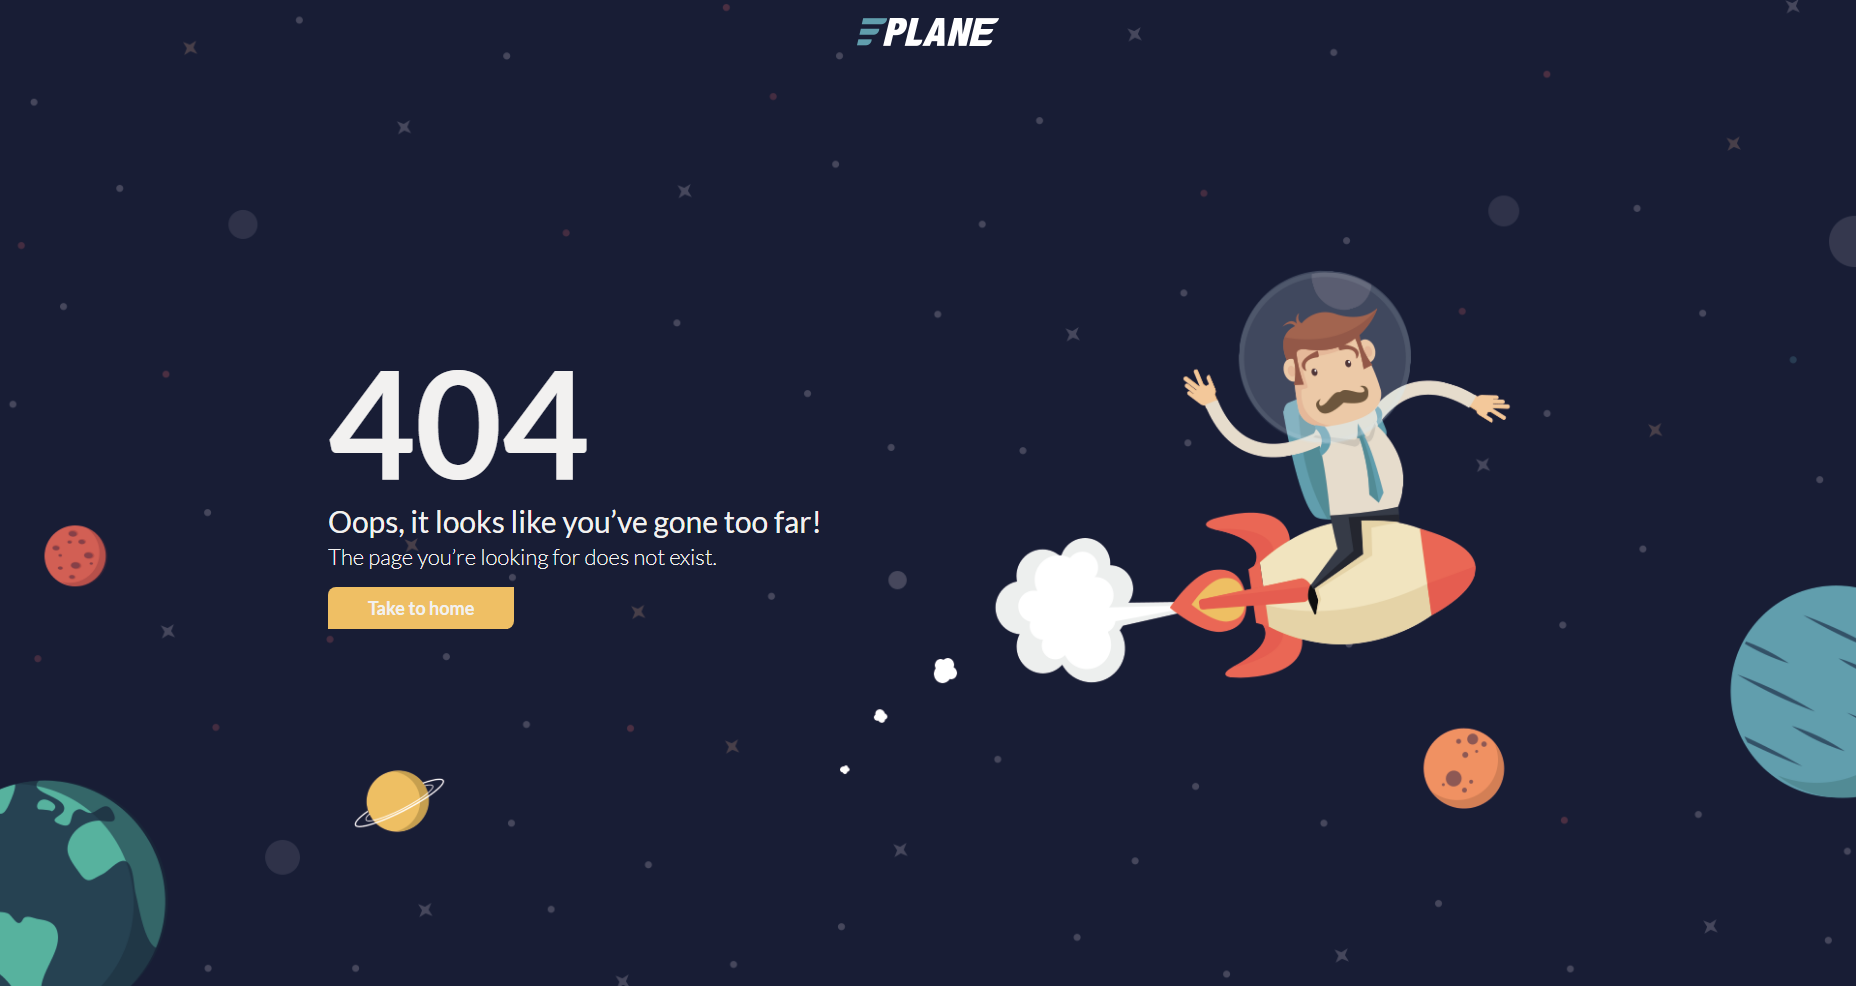 EPLANE
404
Oops, it looks like you’ve gone too far!
The page you’re looking for does not exist.
Take to home